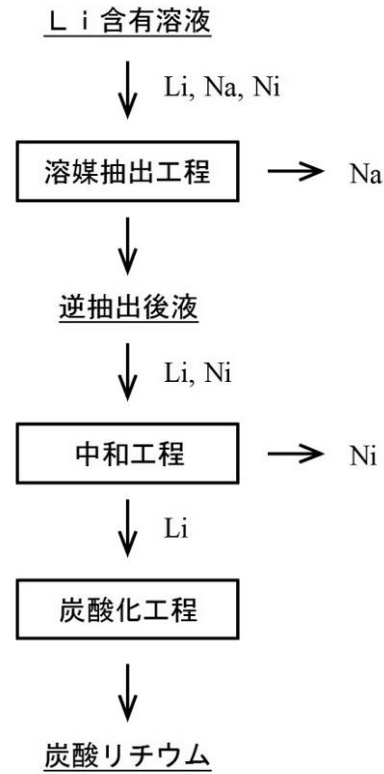 Ｌｉ含有溶液
Li, Na, Ni
溶媒抽出工程
Na
逆抽出後液
Li, Ni
中和工程
Ni
Li
炭酸化工程
炭酸リチウム